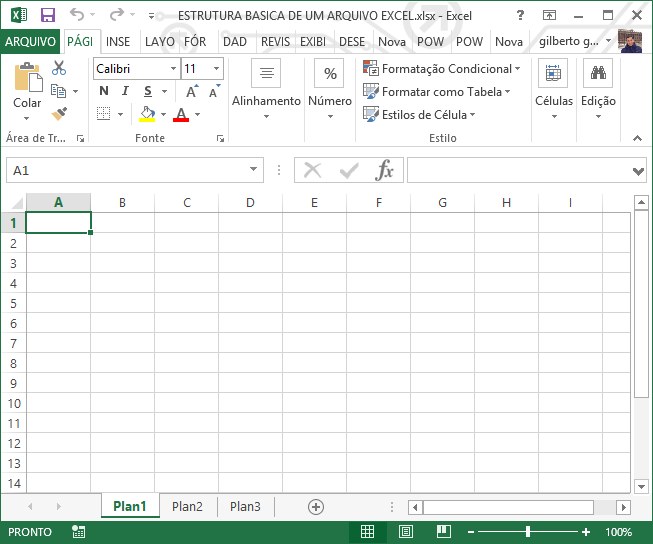 ESTRUTURA BASICA DE UM ARQUIVO EXCEL.xlsx - Excel ?
ARQUIVO PÁGI INSE LAYO FÓR DAD REVIS EXIBI DESE Nova POW POW Nova gilberto g...
Calibri 11
N I S A A
A
Colar
Alinhamento
%
Número
Formatação Condicional
Formatar como Tabela
Estilos de Célula
Células
Edição
Área de Tr... Fonte Estilo
A1 fx
A B C D E F G H I
1
2
3
4
5
6
7
8
9
10
11
12
13
14
Plan1 Plan2 Plan3
PRONTO 100%